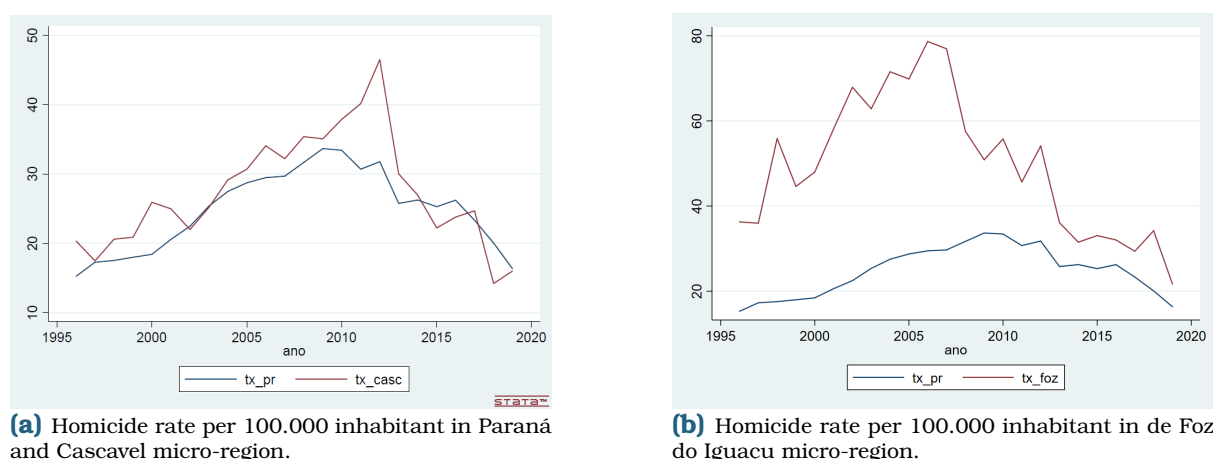 50
40
30
20
10
1995 2000 2005 2010 2015 2020
ano
tx_pr tx_casc
STATA™
(a) Homicide rate per 100.000 inhabitant in Paraná
and Cascavel micro-region.
80
60
40
20
1995 2000 2005 2010 2015 2020
ano
tx_pr tx_foz
(b) Homicide rate per 100.000 inhabitant in de Foz
do Iguacu micro-region.